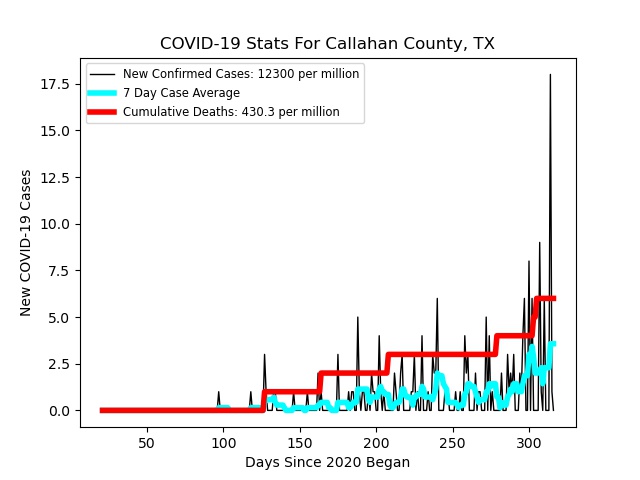 COVID-19 Stats For Callahan County, TX
New Confirmed Cases: 12300 per million
7 Day Case Average
Cumulative Deaths: 430.3 per million
New COVID-19 Cases
17.5
15.0
12.5
10.0
7.5
5.0
2.5
0.0
50 100 150 200 250 300
Days Since 2020 Began